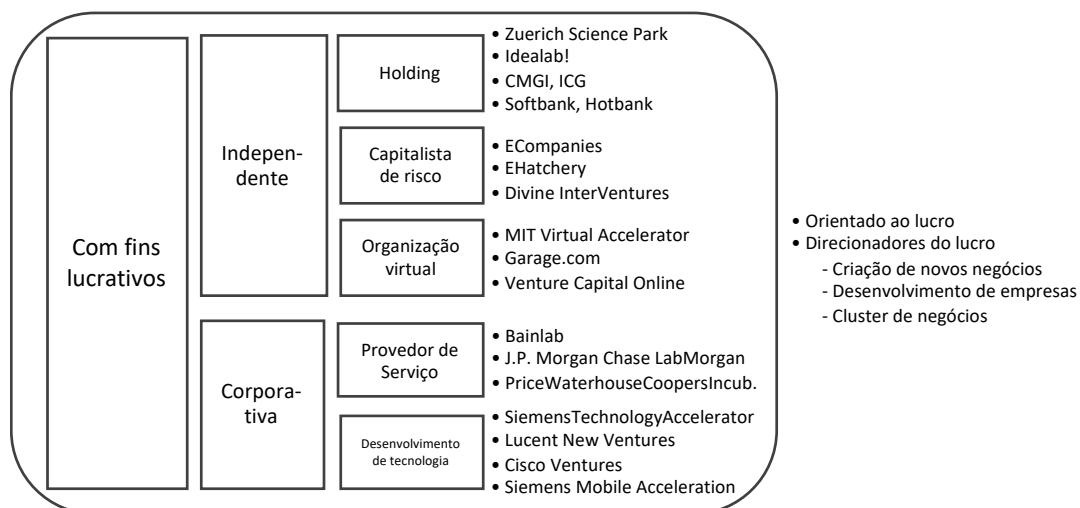 Com fins
lucrativos
Indepen-
dente
Holding
• Zuerich Science Park
• Idealab!
• CMGI, ICG
• Softbank, Hotbank
Capitalista
de risco
• ECompanies
• EHatchery
• Divine InterVentures
Organização
virtual
• MIT Virtual Accelerator
• Garage.com
• Venture Capital Online
Corpora-
tiva
Provedor de
Serviço
• Bainlab
• J.P. Morgan Chase LabMorgan
• PriceWaterhouseCoopersIncub.
Desenvolvimento
de tecnologia
• SiemensTechnologyAccelerator
• Lucent New Ventures
• Cisco Ventures
• Siemens Mobile Acceleration
• Orientado ao lucro
• Direcionadores do lucro
- Criação de novos negócios
- Desenvolvimento de empresas
- Cluster de negócios